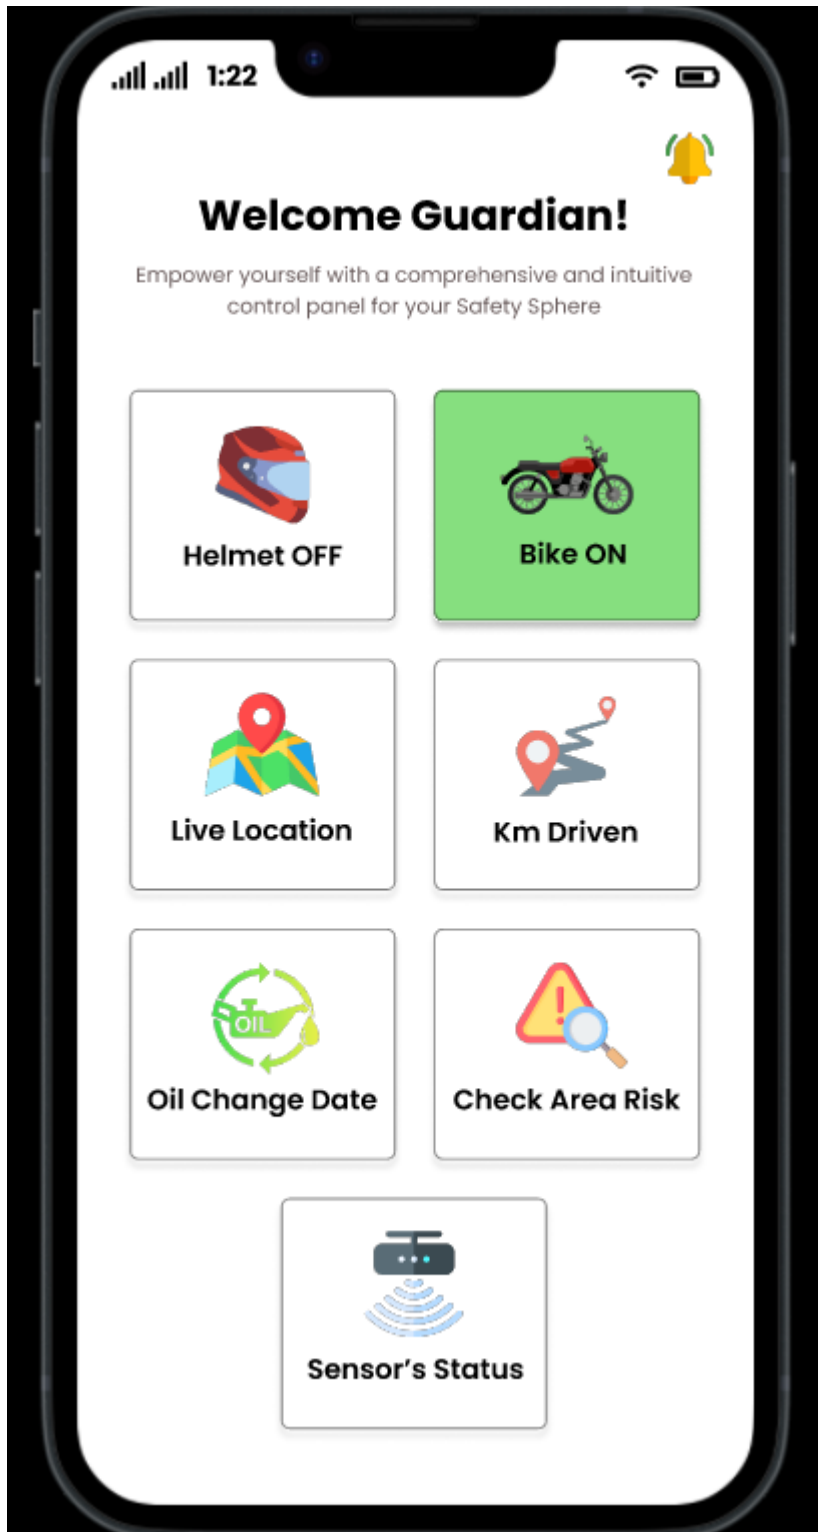 1:22
Welcome Guardian!
Empower yourself with a comprehensive and intuitive
control panel for your Safety Sphere
Helmet OFF
Bike ON
Live Location
Km Driven
OIL
Oil Change Date
Check Area Risk
Sensor’s Status